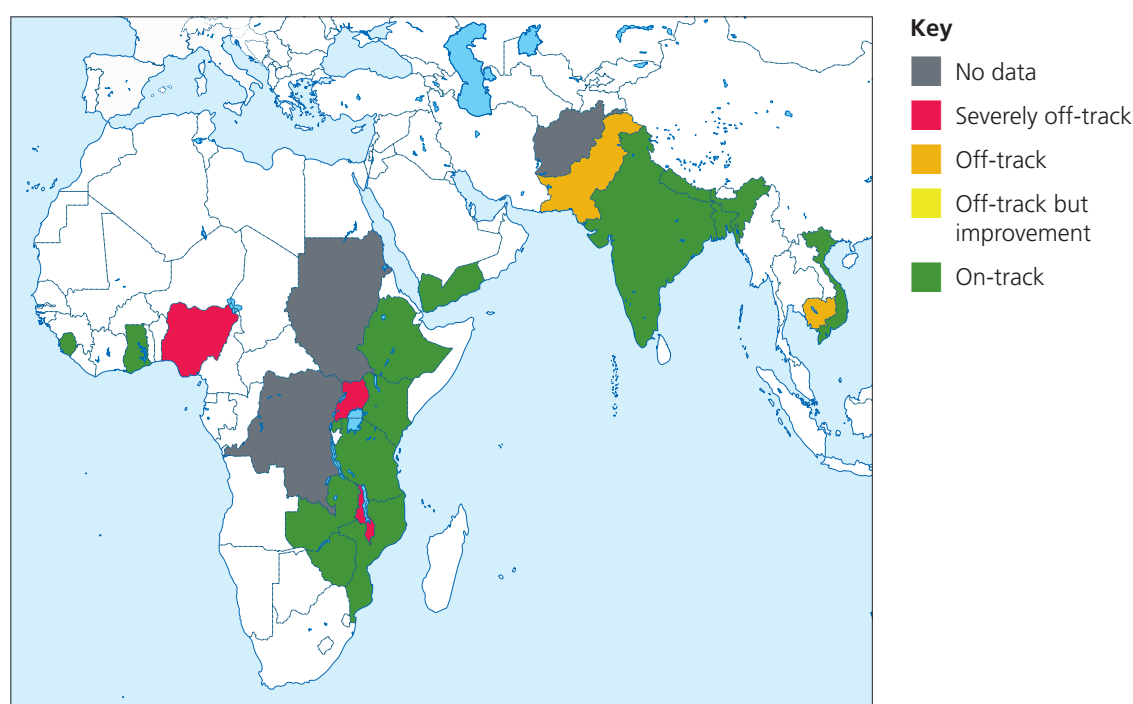 Key
No data
Severely off-track
Off-track
Off-track but
improvement
On-track